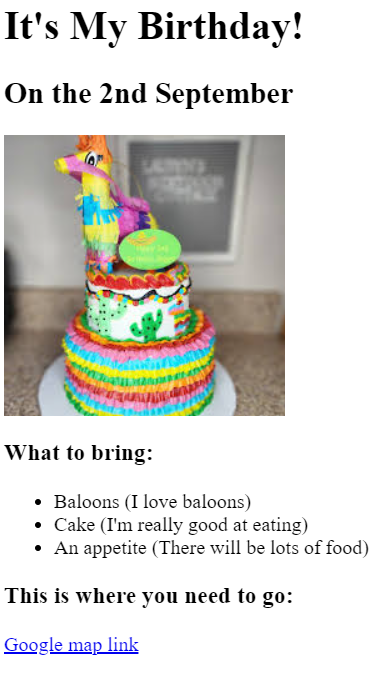 It's My Birthday!
On the 2nd September
What to bring:
Baloons (I love baloons)
Cake (I'm really good at eating)
An appetite (There will be lots of food)
This is where you need to go:
Google map link